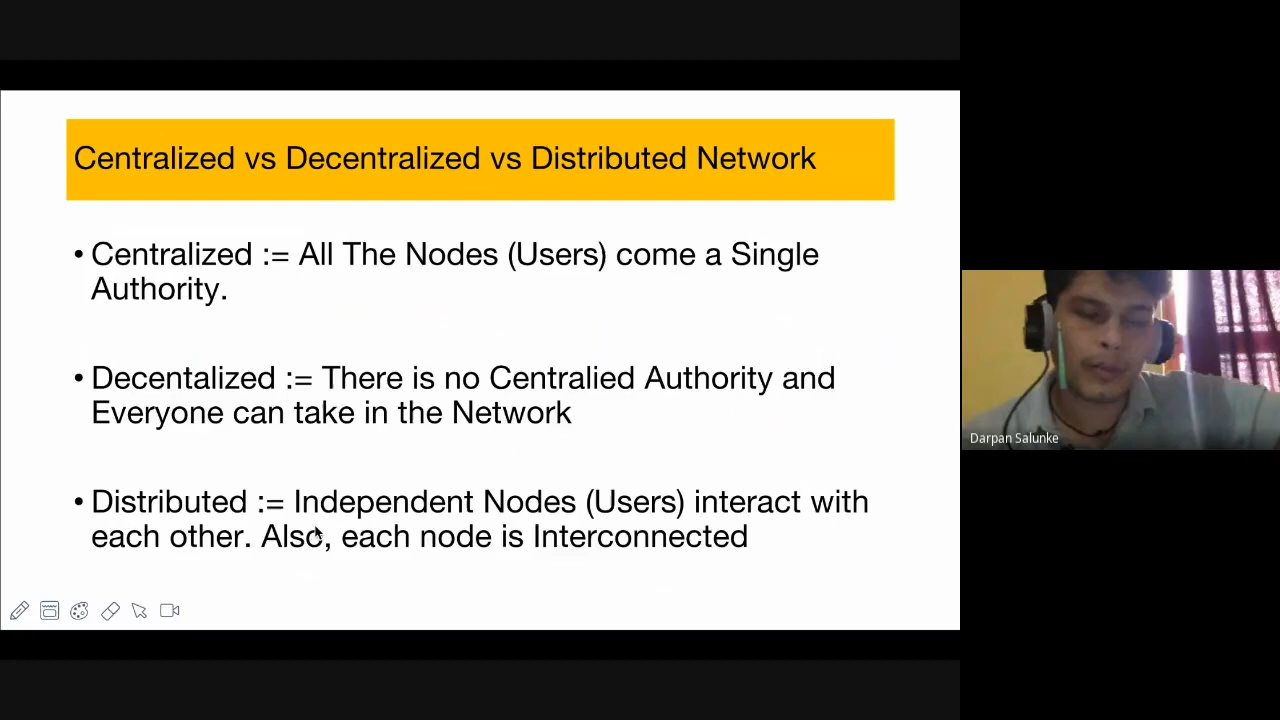 Centralized vs Decentralized vs Distributed Network
• Centralized := All The Nodes (Users) come a Single
Authority.
• Decentalized := There is no Centralied Authority and
Everyone can take in the Network
• Distributed := Independent Nodes (Users) interact with
each other. Also, each node is Interconnected
Darpan Salunke